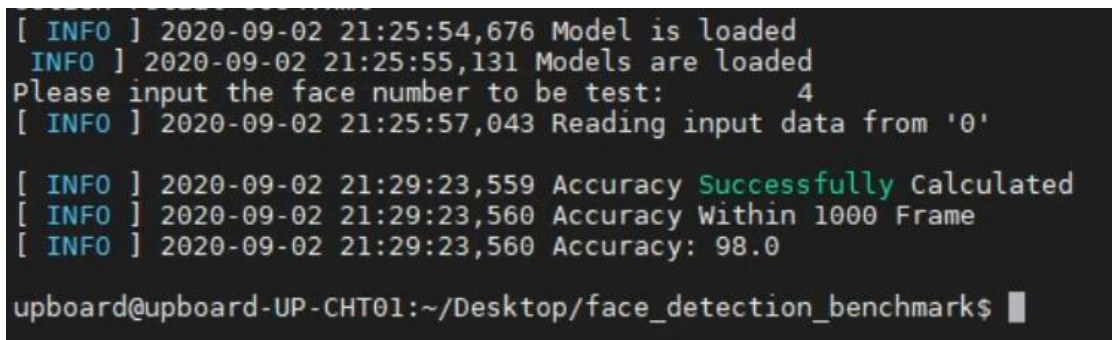 [ INFO ] 2020-09-02 21:25:54,676 Model is loaded
INFO ] 2020-09-02 21:25:55,131 Models are loaded
Please input the face number to be test: 4
[ INFO ] 2020-09-02 21:25:57,043 Reading input data from '0'
[ INFO ] 2020-09-02 21:29:23,559 Accuracy Successfully Calculated
[ INFO ] 2020-09-02 21:29:23,560 Accuracy Within 1000 Frame
[ INFO ] 2020-09-02 21:29:23,560 Accuracy: 98.0
upboard@upboard-UP-CHT01:~/Desktop/face_detection_benchmark$